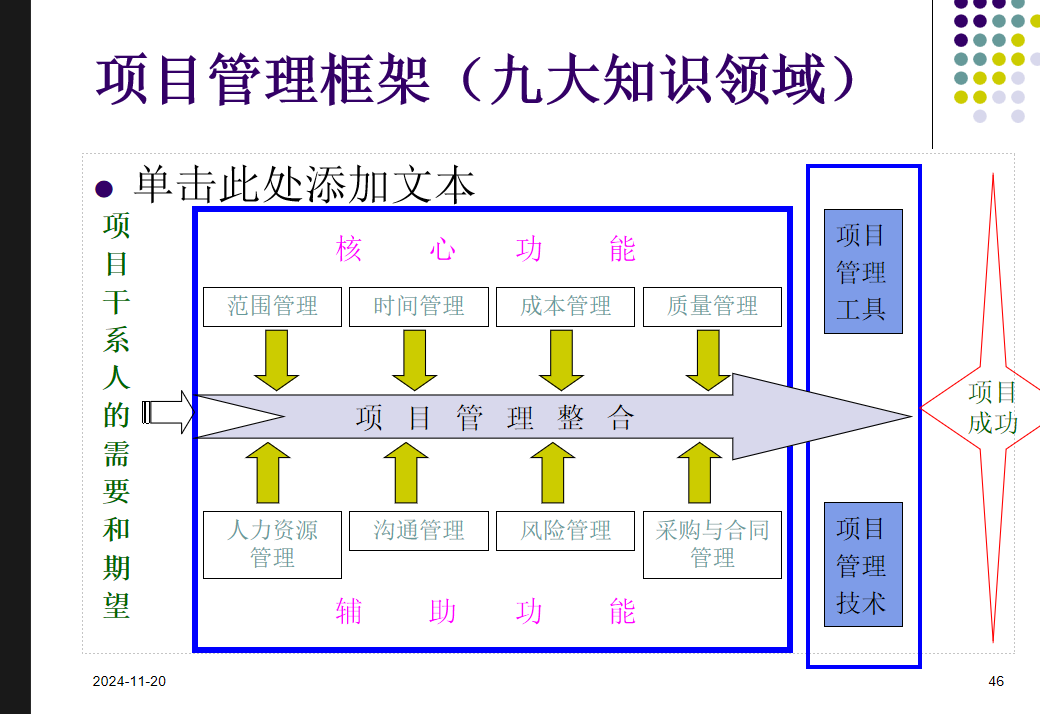 项目管理框架（九大知识领域）
单击此处添加文本
项
目
干
系
人
的
需
要
和
期
望
核 心 功 能
范围管理
时间管理
成本管理
质量管理
项 目 管 理 整 合
人力资源
管理
沟通管理
风险管理
采购与合同
管理
辅 助 功 能
项目
管理
工具
项目
管理
技术
项目
成功
2024-11-20
46